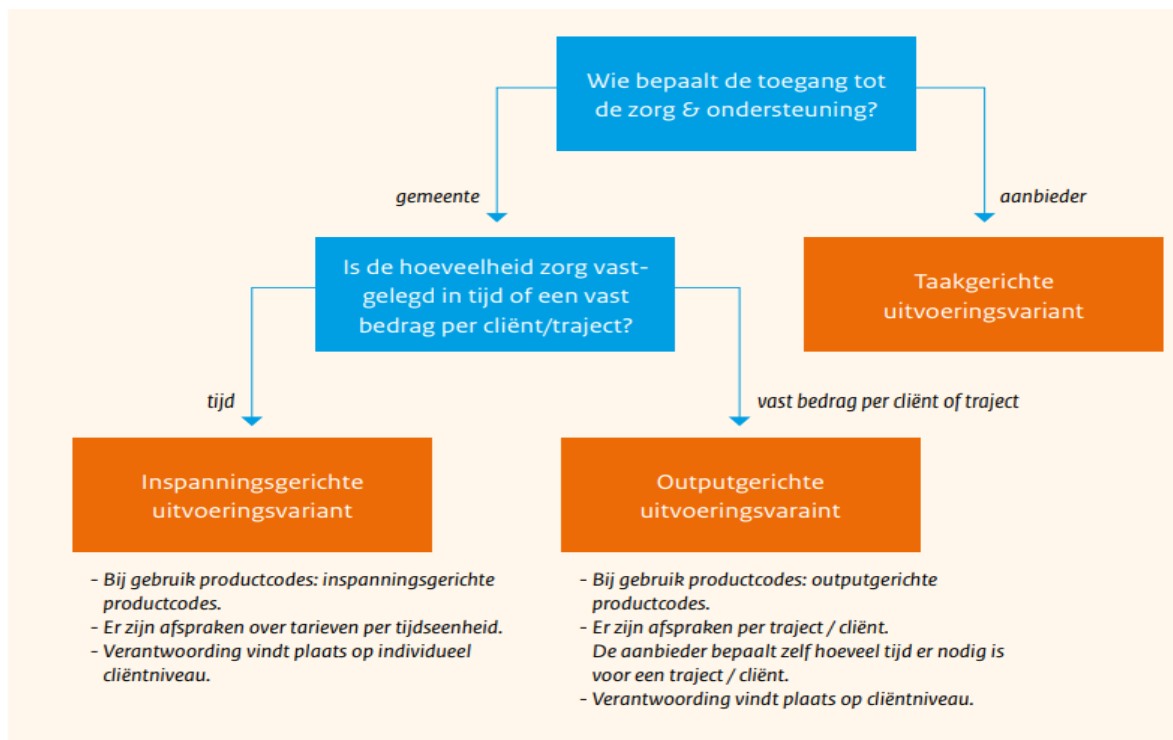 Wie bepaalt de toegang tot
de zorg & ondersteuning?
gemeente
aanbieder
Is de hoeveelheid zorg vast-
gelegd in tijd of een vast
bedrag per cliënt/traject?
Taakgerichte
uitvoeringsvariant
tijd
vast bedrag per cliënt of traject
Inspanningsgerichte
uitvoeringsvariant
Outputgerichte
uitvoeringsvaraint
- Bij gebruik productcodes: inspanningsgerichte
productcodes.
- Er zijn afspraken over tarieven per tijdseenheid.
- Verantwoording vindt plaats op individueel
cliëntniveau.
- Bij gebruik productcodes: outputgerichte
productcodes.
- Er zijn afspraken per traject / cliënt.
De aanbieder bepaalt zelf hoeveel tijd er nodig is
voor een traject / cliënt.
- Verantwoording vindt plaats op cliëntniveau.